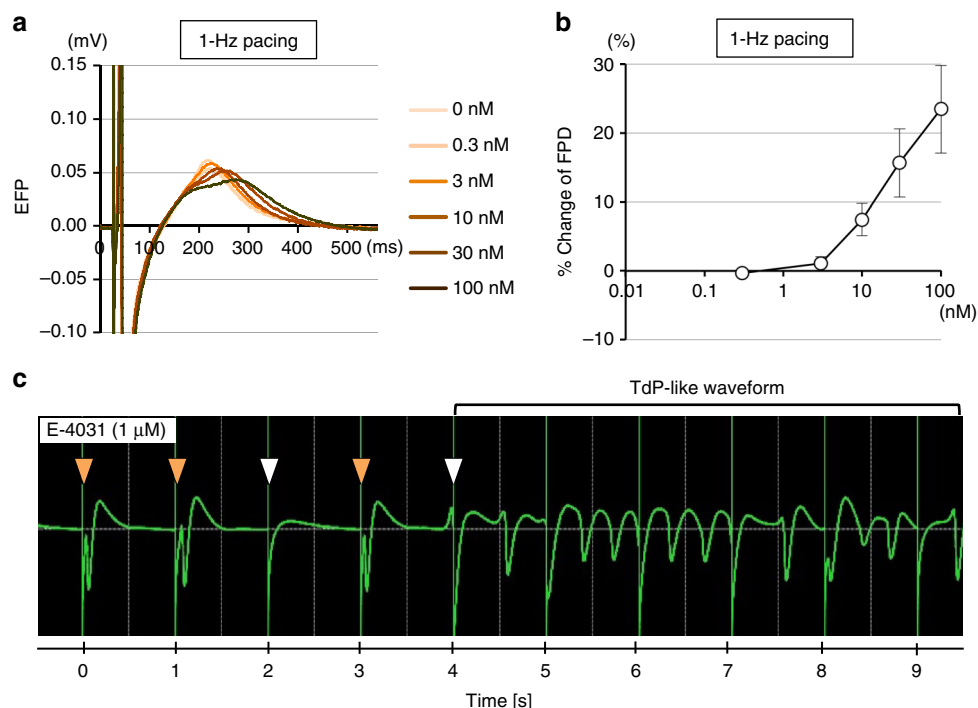 a
(mV)
1-Hz pacing
0.15
0.10
0.05
0.00
−0.05
−0.10
EFP
0 100 200 300 400 500 (ms)
0 nM
0.3 nM
3 nM
10 nM
30 nM
100 nM
b
(%)
1-Hz pacing
30
20
10
0
−10
% Change of FPD
0.01 0.1 1 10 100
(nM)
c
TdP-like waveform
E-4031 (1 μM)
0 1 2 3 4 5 6 7 8 9
Time [s]